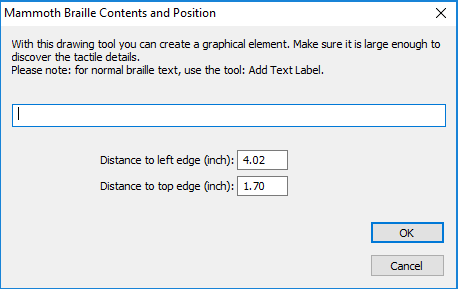 Mammoth Braille Contents and Position
With this drawing tool you can create a graphical element. Make sure it is large enough to
discover the tactile details.
Please note: for normal braille text, use the tool: Add Text Label.
Distance to left edge (inch): 4.02
Distance to top edge (inch): 1.70
OK
Cancel